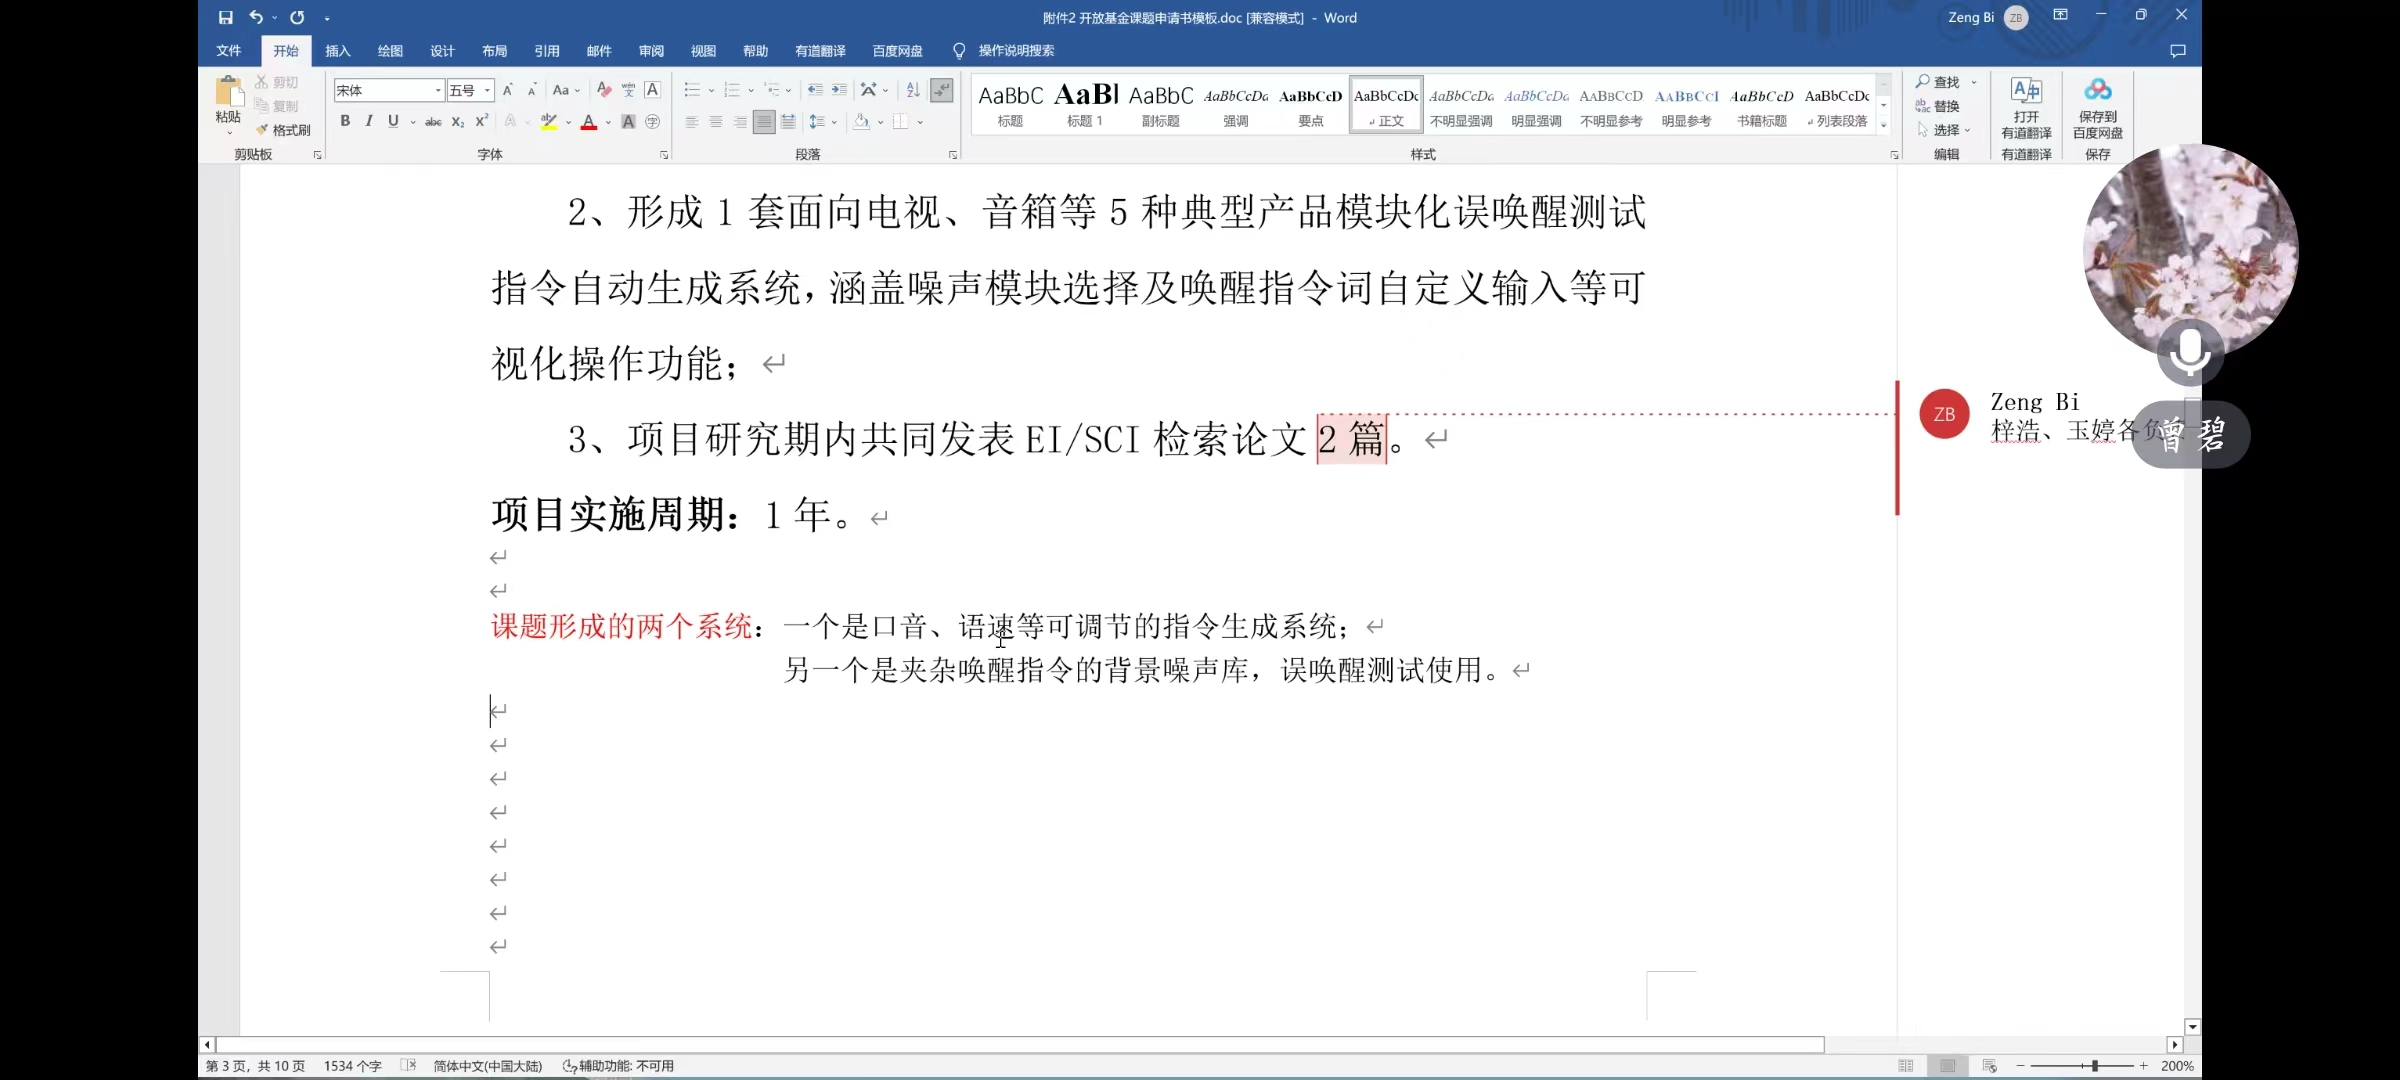 附件2 开放基金课题申请书模板.doc [兼容模式] - Word
Zeng Bi ZB
文件 开始 插入 绘图 设计 布局 引用 邮件 审阅 视图 帮助 有道翻译 百度网盘 操作说明搜索
粘贴 剪切 复制 格式刷
宋体 五号
AaBbC AaBl AaBbC AaBbCcDd AaBbCcD AaBbCcDc AaBbCcDd AaBbCcDd AaBbCcD AaBbCcI AaBbCcD AaBbCcDc
标题 标题 1 副标题 强调 要点 正文 不明显强调 明显强调 不明显参考 明显参考 书籍标题 列表段落
查找
替换
选择
打开
有道翻译
保存到
百度网盘
剪贴板 字体 段落 样式 编辑 有道翻译 保存
2、形成 1 套面向电视、音箱等 5 种典型产品模块化误唤醒测试
指令自动生成系统，涵盖噪声模块选择及唤醒指令词自定义输入等可
视化操作功能；
3、项目研究期内共同发表 EI/SCI 检索论文 2 篇。
项目实施周期：1 年。
课题形成的两个系统：一个是口音、语速等可调节的指令生成系统；
另一个是夹杂唤醒指令的背景噪声库，误唤醒测试使用。
ZB
Zeng Bi
梓浩、玉婷各负
曾碧
第 3 页，共 10 页 1534 个字 简体中文(中国大陆) 辅助功能: 不可用
200%